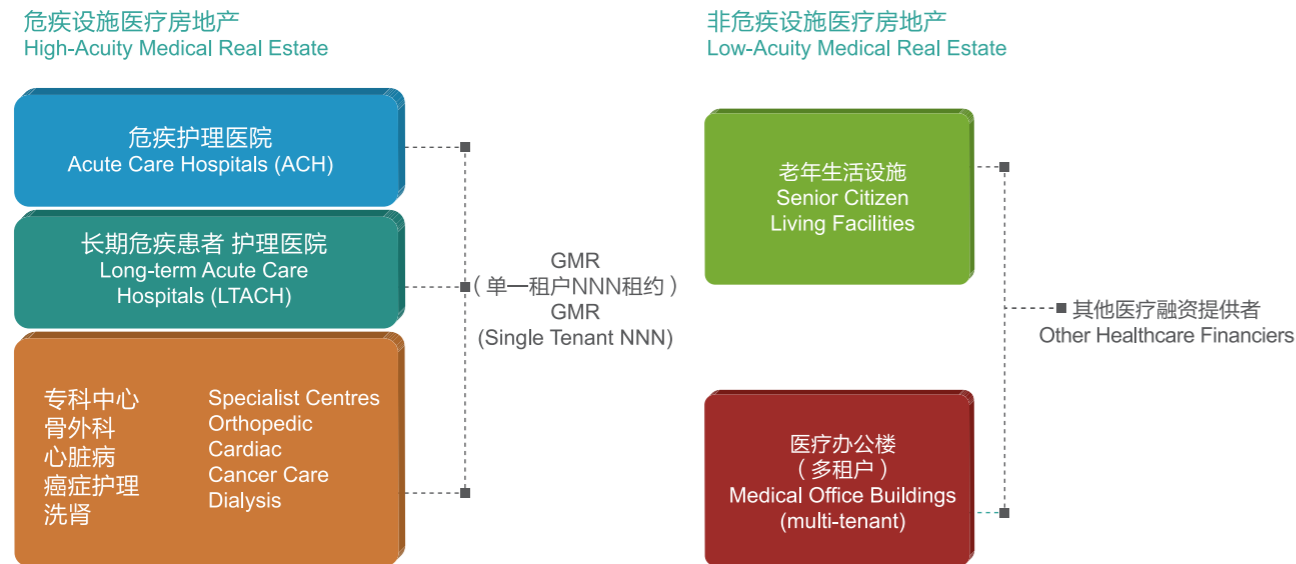 危疾设施医疗房地产
High-Acuity Medical Real Estate
危疾护理医院
Acute Care Hospitals (ACH)
长期危疾患者 护理医院
Long-term Acute Care
Hospitals (LTACH)
专科中心
骨外科
心脏病
癌症护理
洗肾
Specialist Centres
Orthopedic
Cardiac
Cancer Care
Dialysis
GMR
（单一租户NNN租约）
GMR
(Single Tenant NNN)
非危疾设施医疗房地产
Low-Acuity Medical Real Estate
老年生活设施
Senior Citizen
Living Facilities
医疗办公楼
（多租户）
Medical Office Buildings
(multi-tenant)
其他医疗融资提供者
Other Healthcare Financiers